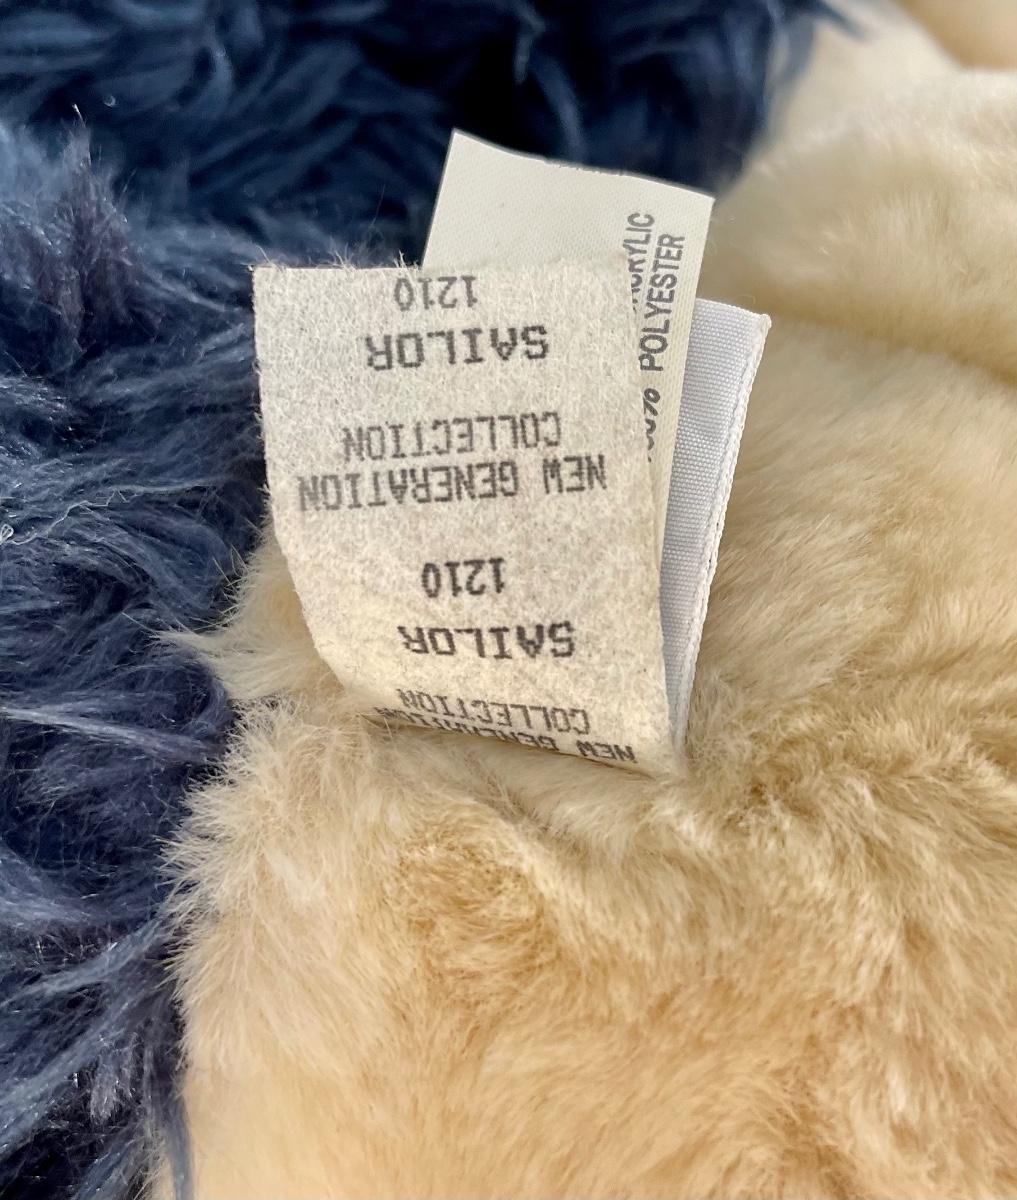 NEW GENERATION
COLLECTION
SAILOR
1210
NEW GENERATION
COLLECTION
SAILOR
1210
ACRYLIC
POLYESTER